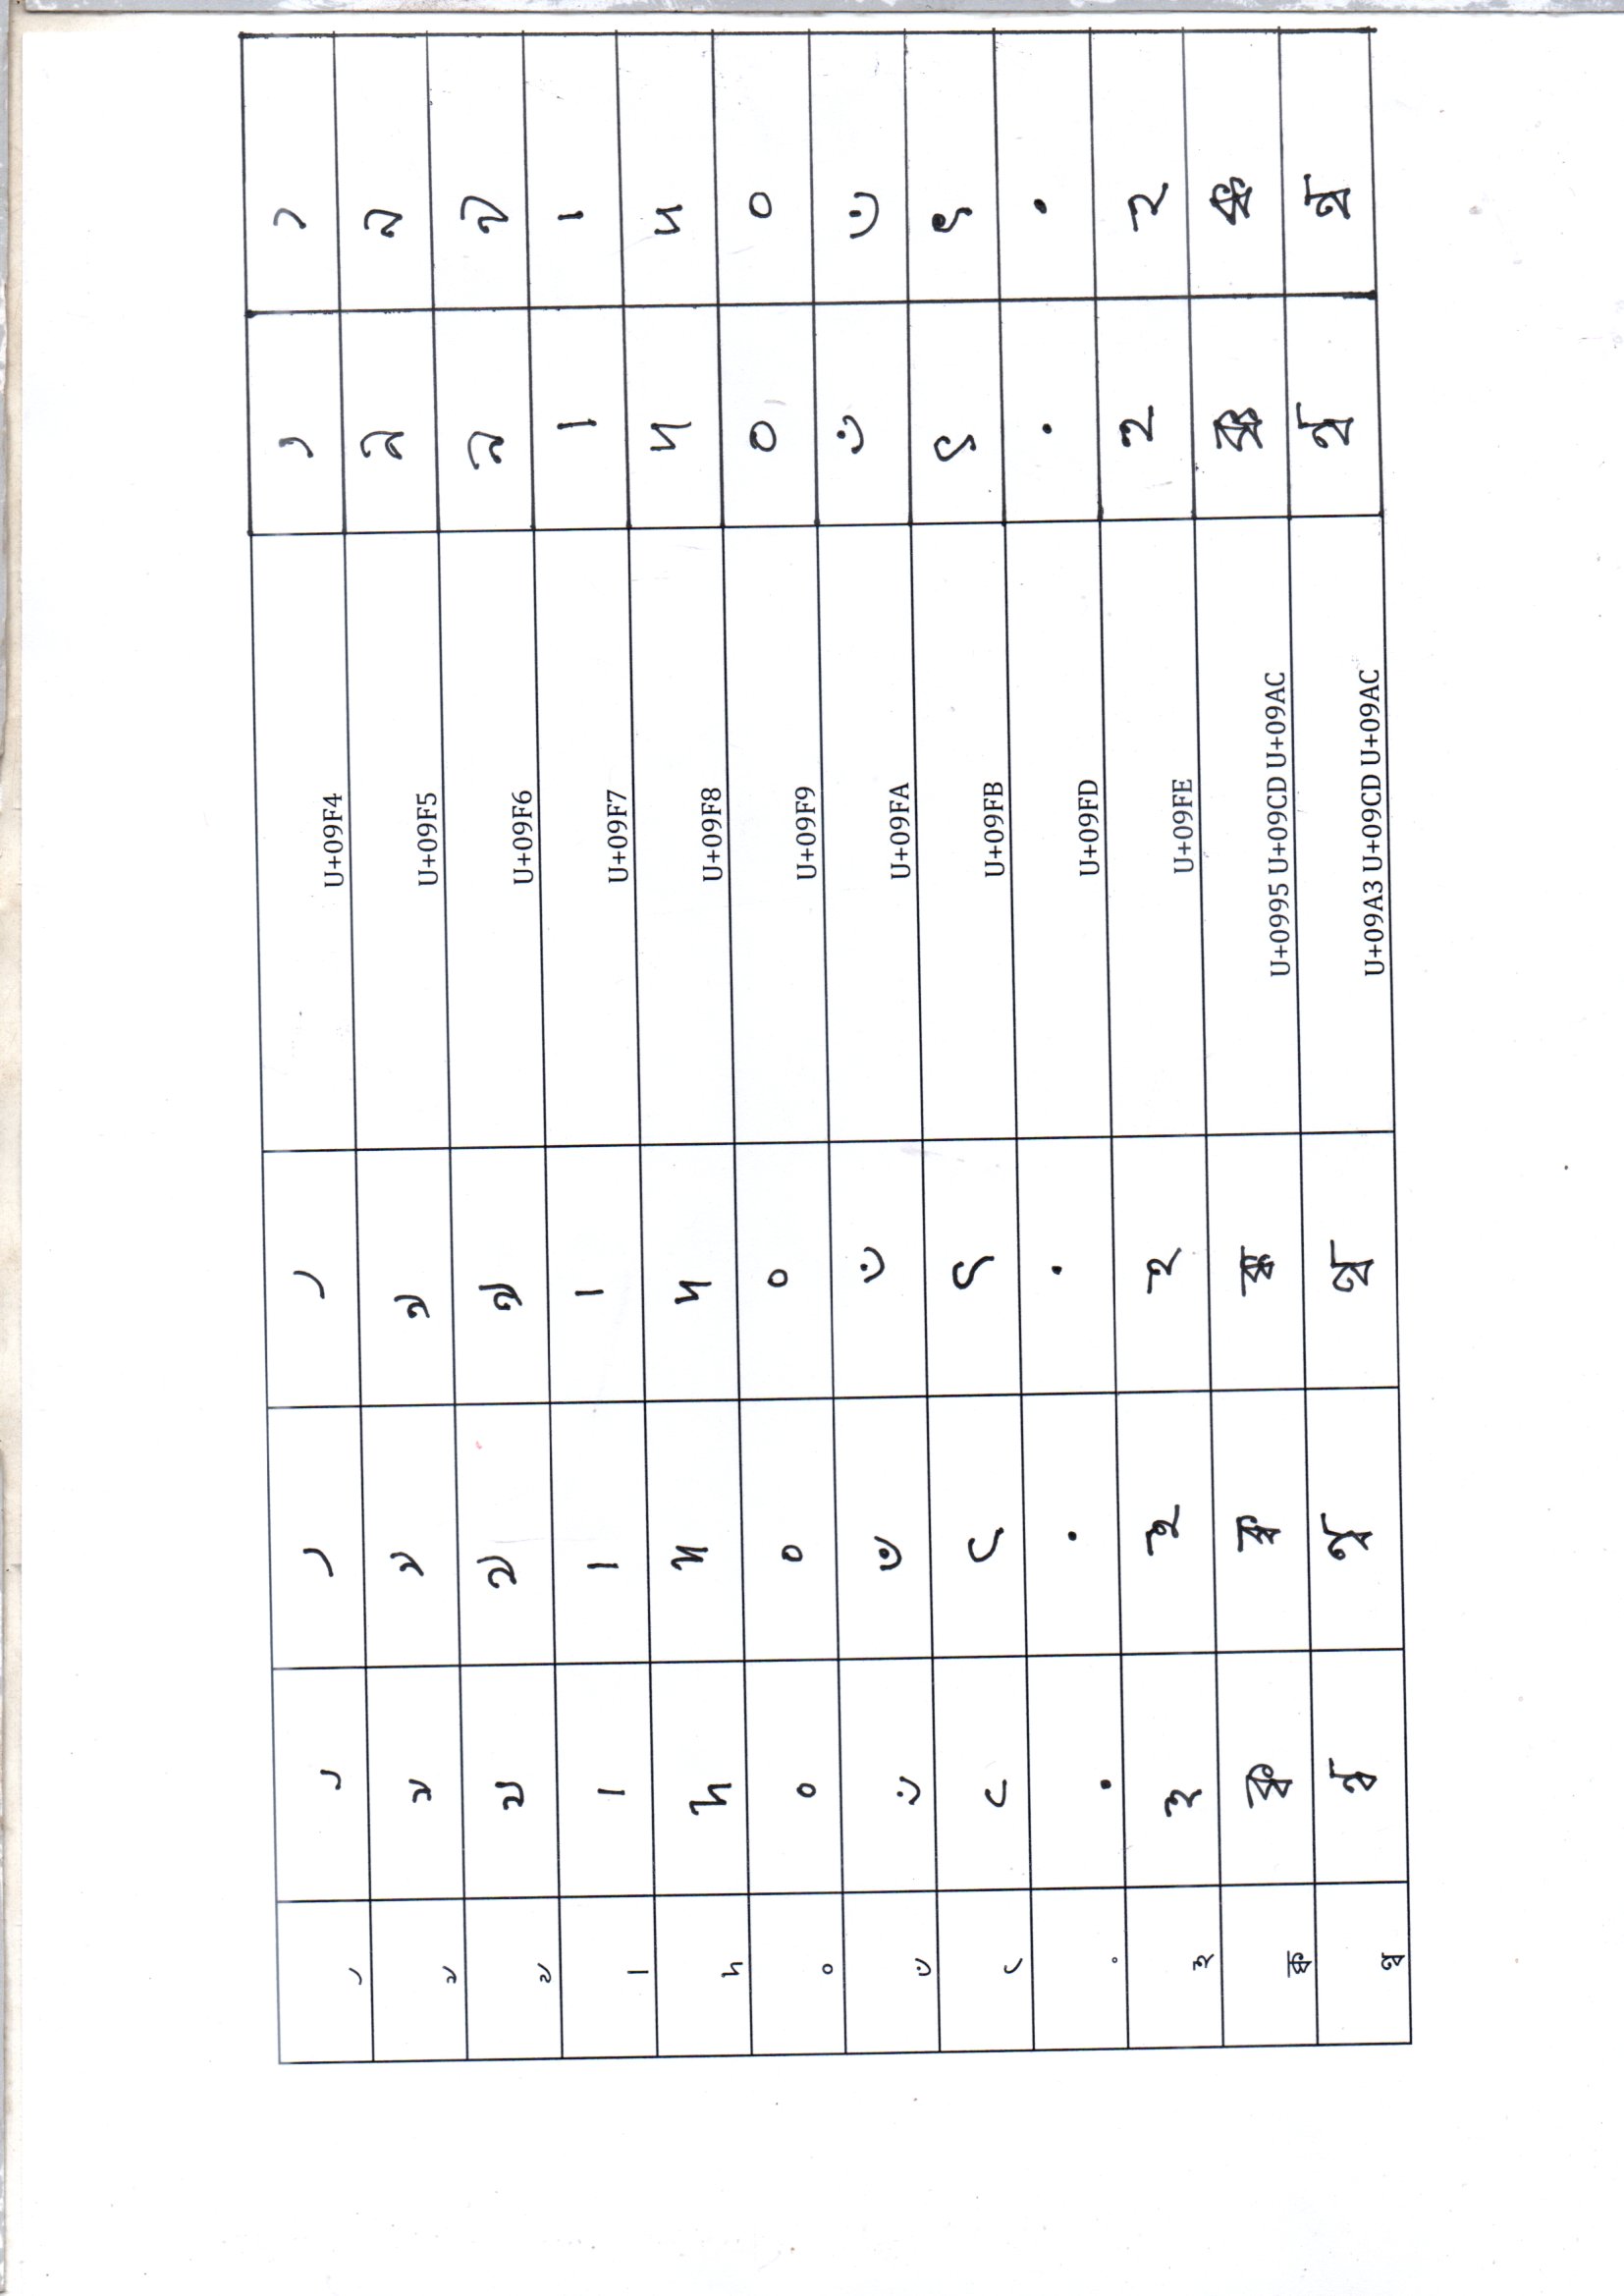 ৴ ৴ ৴ ৴ U+09F4 ৴ ৴
৵ ৵ ৵ ৵ U+09F5 ৵ ৵
৶ ৶ ৶ ৶ U+09F6 ৶ ৶
৷ ৷ ৷ ৷ U+09F7 ৷ ৷
৸ ৸ ৸ ৸ U+09F8 ৸ ৸
৹ ৹ ৹ ৹ U+09F9 ৹ ৹
৺ ৺ ৺ ৺ U+09FA ৺ ৺
৻ ৻ ৻ ৻ U+09FB ৻ ৻
৽ ৽ ৽ ৽ U+09FD ৽ ৽
৾ ৾ ৾ ৾ U+09FE ৾ ৾
ক্ব ক্ব ক্ব ক্ব U+0995 U+09CD U+09AC ক্ব ক্ব
ণ্ব ণ্ব ণ্ব ণ্ব U+09A3 U+09CD U+09AC ণ্ব ণ্ব